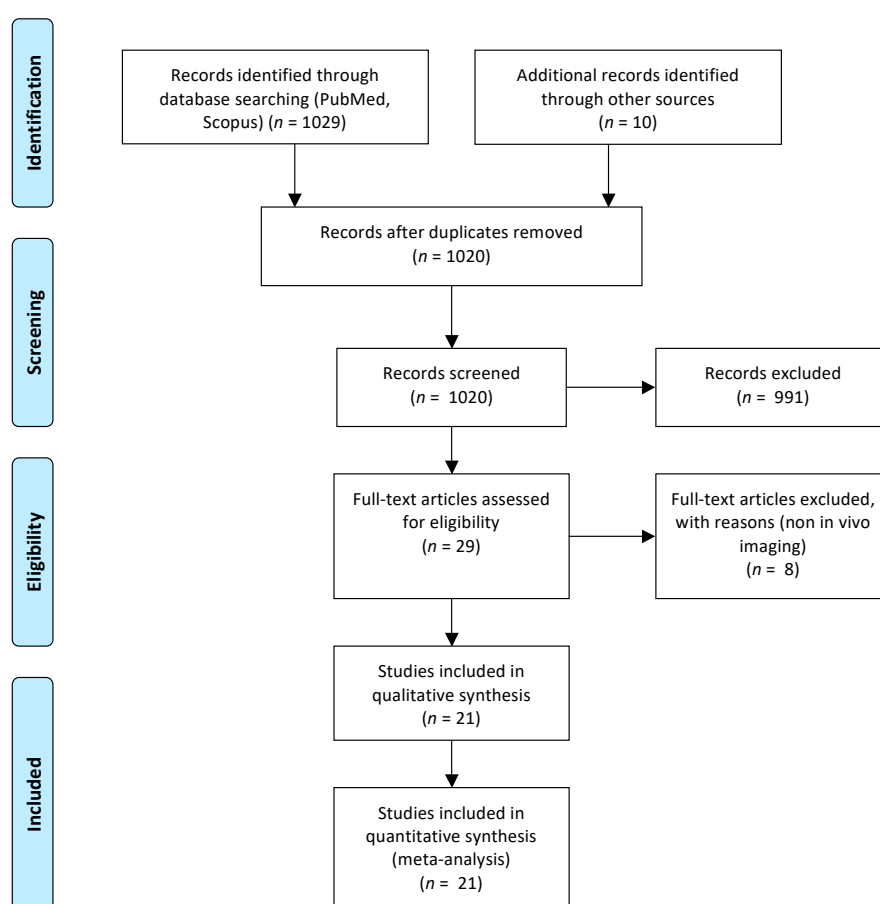 Identification
Records identified through
database searching (PubMed,
Scopus) (n = 1029)
Additional records identified
through other sources
(n = 10)
Records after duplicates removed
(n = 1020)
Screening
Records screened
(n = 1020)
Records excluded
(n = 991)
Eligibility
Full-text articles assessed
for eligibility
(n = 29)
Full-text articles excluded,
with reasons (non in vivo
imaging)
(n = 8)
Included
Studies included in
qualitative synthesis
(n = 21)
Studies included in
quantitative synthesis
(meta-analysis)
(n = 21)